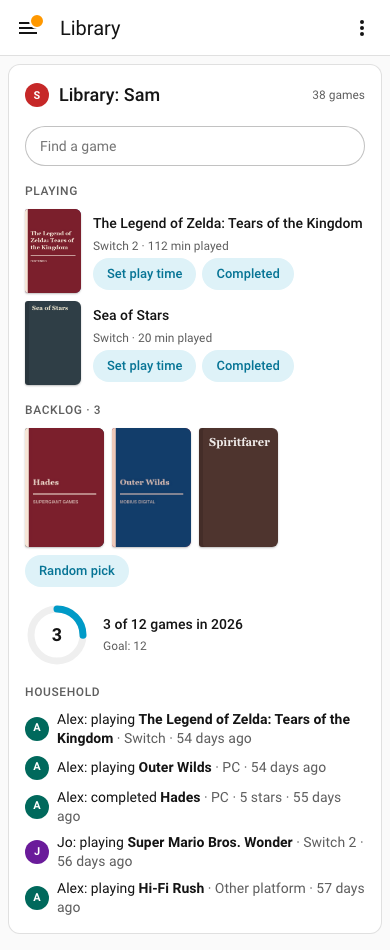 Library
S
Library: Sam
38 games
Find a game
PLAYING
The Legend of
Zelda: Tears of
the Kingdom
The Legend of Zelda: Tears of the Kingdom
Switch 2 · 112 min played
Set play time
Completed
Sea of Stars
Sea of Stars
Switch · 20 min played
Set play time
Completed
BACKLOG · 3
Hades
SUPERGIANT GAMES
Outer Wilds
MOBIUS DIGITAL
Spiritfarer
Random pick
3
3 of 12 games in 2026
Goal: 12
HOUSEHOLD
A
Alex: playing The Legend of Zelda: Tears of the
Kingdom · Switch · 54 days ago
A
Alex: playing Outer Wilds · PC · 54 days ago
A
Alex: completed Hades · PC · 5 stars · 55 days
ago
J
Jo: playing Super Mario Bros. Wonder · Switch 2 ·
56 days ago
A
Alex: playing Hi-Fi Rush · Other platform · 57 days
ago